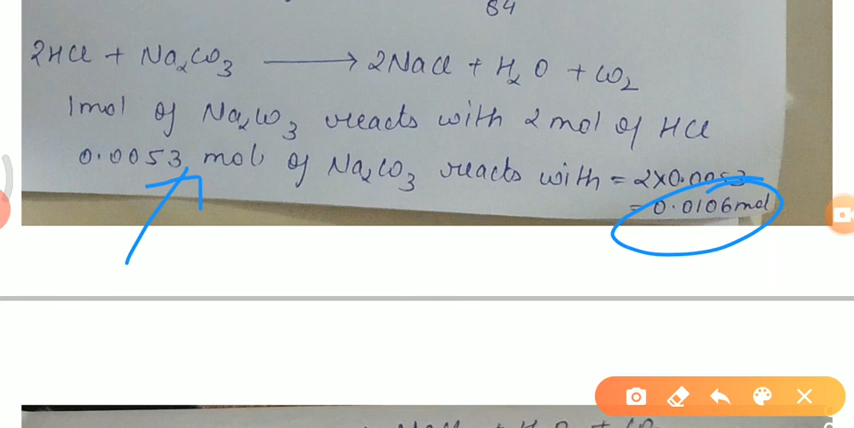 84
2HCl + Na₂CO₃ ⟶ 2NaCl + H₂O + CO₂
1mol of Na₂CO₃ reacts with 2 mol of HCl
0.0053 mol of Na₂CO₃ reacts with = 2×0.0053
= 0.0106mol